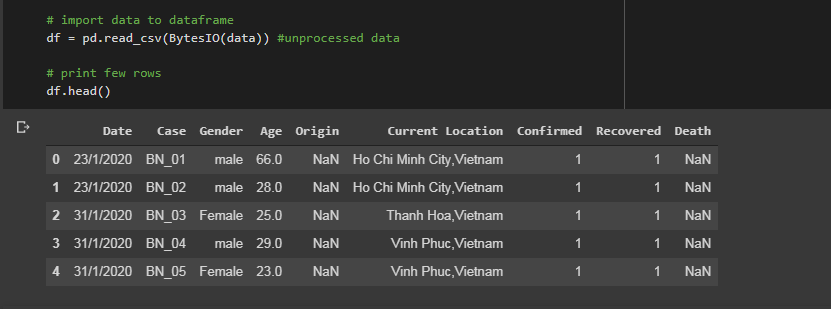 # import data to dataframe
df = pd.read_csv(BytesIO(data)) #unprocessed data
# print few rows
df.head()
Date Case Gender Age Origin Current Location Confirmed Recovered Death
0 23/1/2020 BN_01 male 66.0 NaN Ho Chi Minh City,Vietnam 1 1 NaN
1 23/1/2020 BN_02 male 28.0 NaN Ho Chi Minh City,Vietnam 1 1 NaN
2 31/1/2020 BN_03 Female 25.0 NaN Thanh Hoa,Vietnam 1 1 NaN
3 31/1/2020 BN_04 male 29.0 NaN Vinh Phuc,Vietnam 1 1 NaN
4 31/1/2020 BN_05 Female 23.0 NaN Vinh Phuc,Vietnam 1 1 NaN